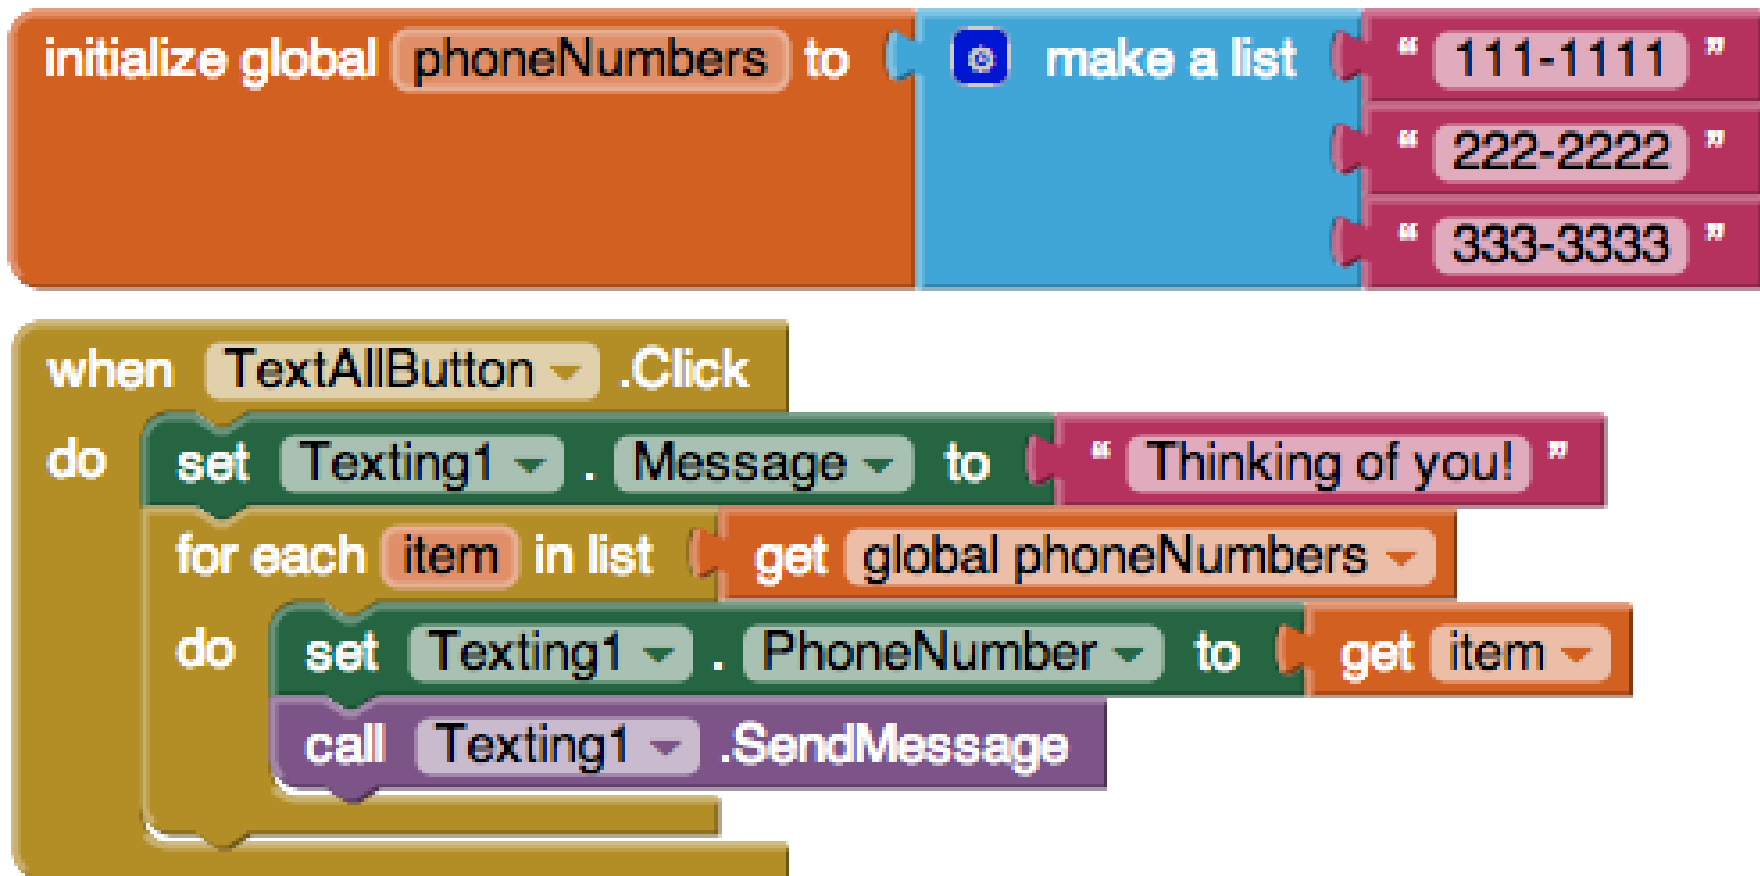 initialize global phoneNumbers to make a list “ 111-1111 ”
“ 222-2222 ”
“ 333-3333 ”
when TextAllButton .Click
do set Texting1 . Message to “ Thinking of you! ”
for each item in list get global phoneNumbers
do set Texting1 . PhoneNumber to get item
call Texting1 .SendMessage